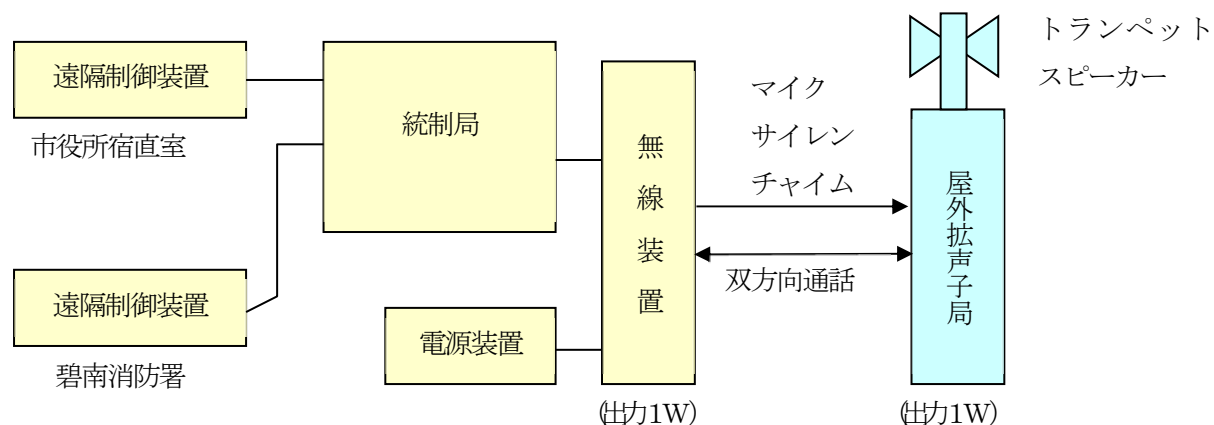 遠隔制御装置
市役所宿直室
遠隔制御装置
碧南消防署
統制局
電源装置
無線装置
(出力1W)
マイク
サイレン
チャイム
双方向通話
トランペット
スピーカー
屋外拡声子局
(出力1W)